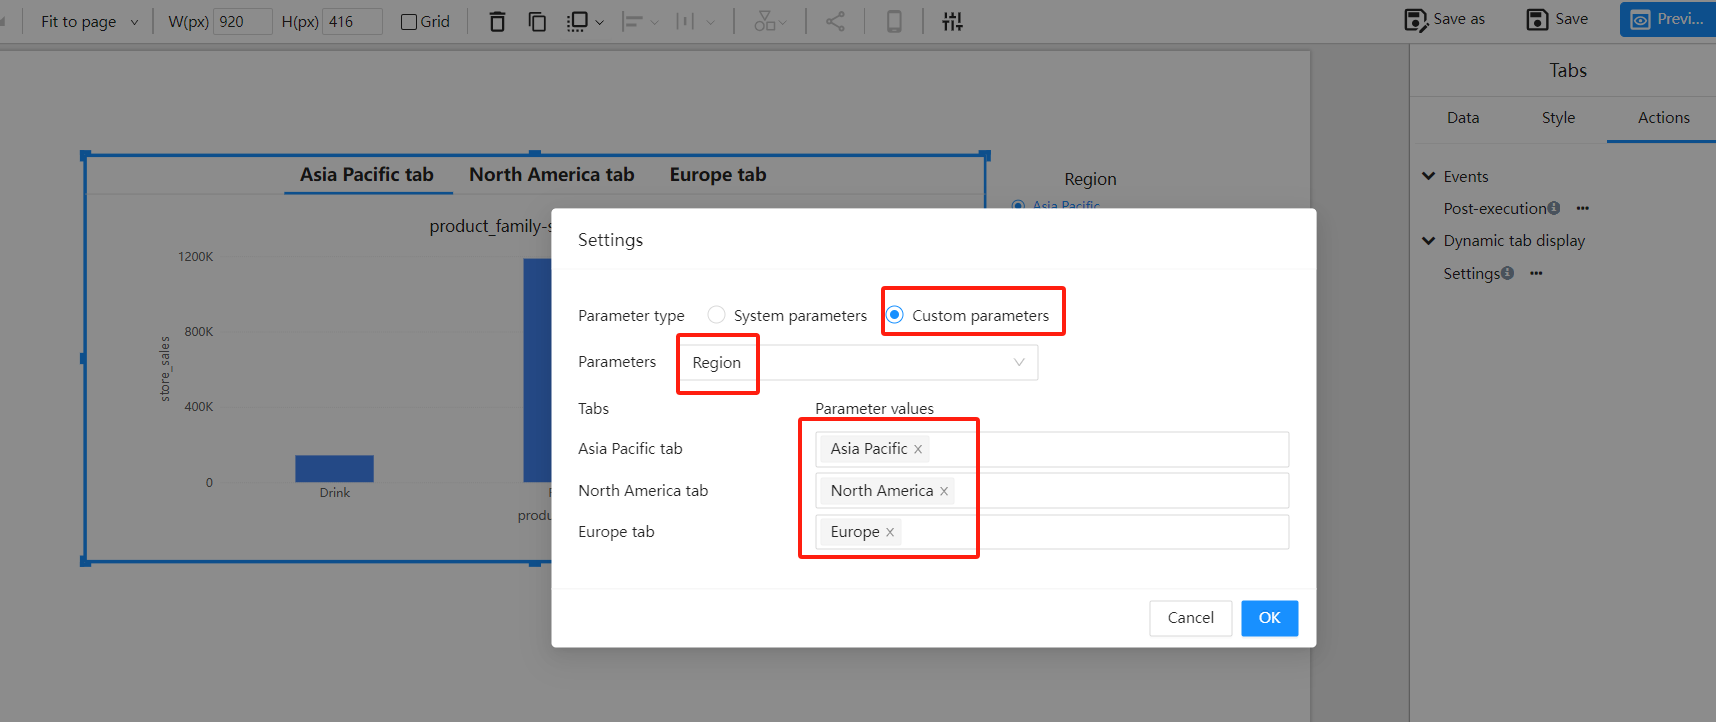 Fit to page W(px) 920 H(px) 416 Grid Save as Save Previ...
Tabs
Data Style Actions
Events
Post-execution
Dynamic tab display
Settings
Asia Pacific tab North America tab Europe tab
Region
Asia Pacific
product_family-s
1200K
800K
400K
0
store_sales
Drink
produ
Settings
Parameter type System parameters Custom parameters
Parameters Region
Tabs Parameter values
Asia Pacific tab Asia Pacific ×
North America tab North America ×
Europe tab Europe ×
Cancel OK